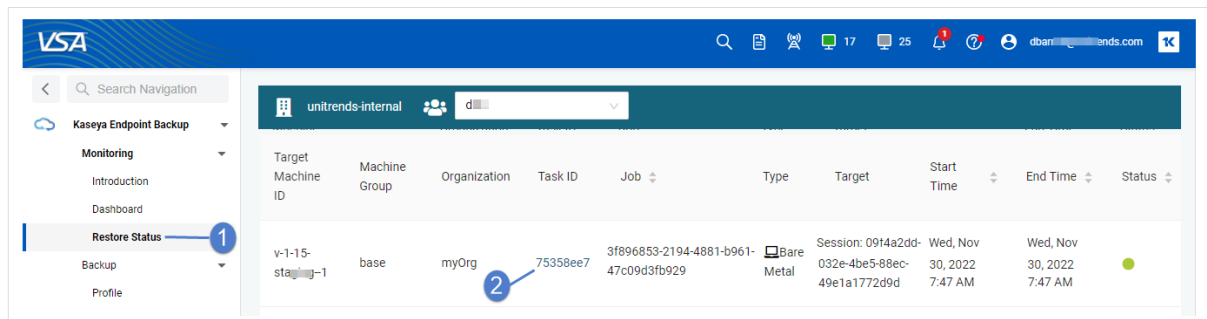 VSA
17
25
1
ends.com
Search Navigation
unitrends-internal
Kaseya Endpoint Backup
Monitoring
Introduction
Dashboard
Restore Status
1
Backup
Profile
Target
Machine
ID
Machine
Group
Organization
Task ID
Job
Type
Target
Start
Time
End Time
Status
v-1-15-
base
myOrg
75358ee7
2
3f896853-2194-4881-b961-
47c09d3fb929
Bare
Metal
Session: 09f4a2dd-
032e-4be5-88ec-
49e1a1772d9d
Wed, Nov
30, 2022
7:47 AM
Wed, Nov
30, 2022
7:47 AM